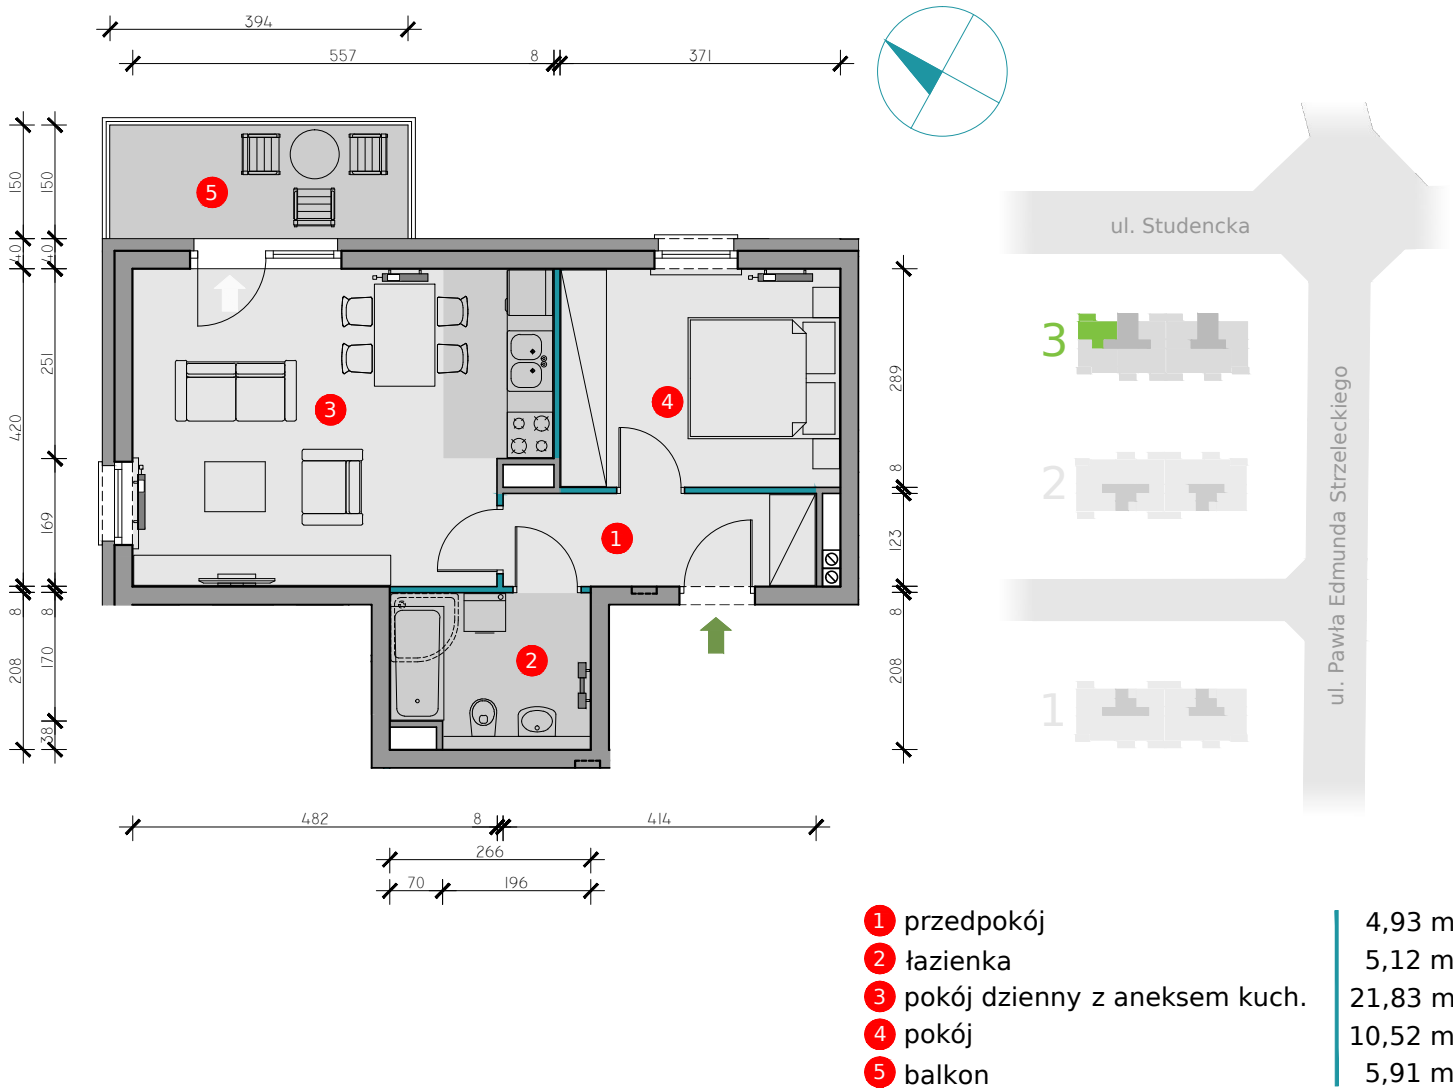 394
557 8 371
150 150
40 40
251
420
169
8 8
170
208
38
289
8
123
8
208
5
3
4
1
2
482 8 414
266
70 196
ul. Studencka
3
2
1
ul. Pawła Edmunda Strzeleckiego
1 przedpokój 4,93 m
2 łazienka 5,12 m
3 pokój dzienny z aneksem kuch. 21,83 m
4 pokój 10,52 m
5 balkon 5,91 m